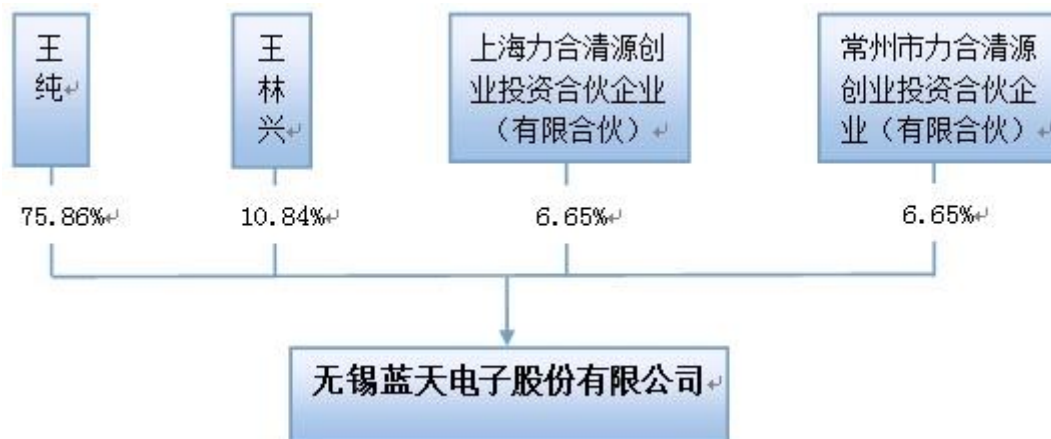 王
纯
王
林
兴
上海力合清源创
业投资合伙企业
（有限合伙）
常州市力合清源
创业投资合伙企
业（有限合伙）
75.86%
10.84%
6.65%
6.65%
无锡蓝天电子股份有限公司